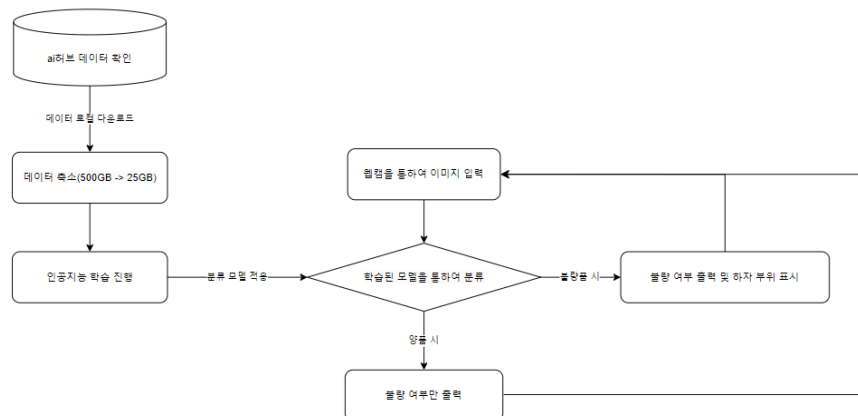 ai허브 데이터 확인
데이터 로컬 다운로드
데이터 축소(500GB -> 25GB)
웹캠을 통하여 이미지 입력
인공지능 학습 진행
분류 모델 적용
학습된 모델을 통하여 분류
불량품 시
불량 여부 출력 및 하자 부위 표시
양품 시
불량 여부만 출력